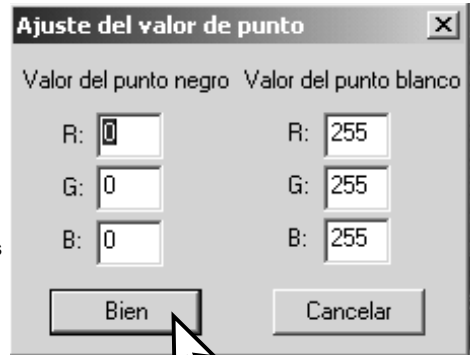 Ajuste del valor de punto
Valor del punto negro Valor del punto blanco
R: 0 R: 255
G: 0 G: 255
B: 0 B: 255
Bien Cancelar